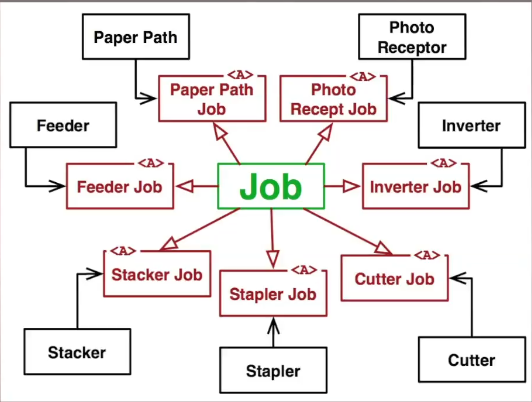 Paper Path
Photo
Receptor
<A>
Paper Path
Job
<A>
Photo
Recept Job
Feeder
Inverter
<A>
Feeder Job
Job
<A>
Inverter Job
<A>
Stacker Job
<A>
Stapler Job
<A>
Cutter Job
Stacker
Stapler
Cutter